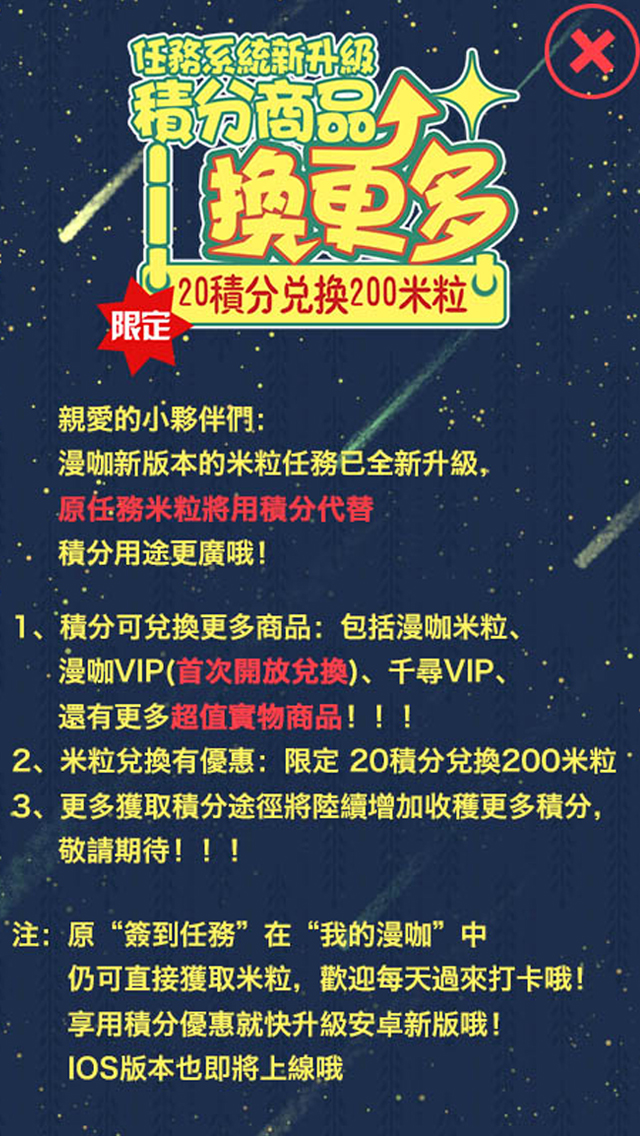 任務系統新升級
積分商品
換更多
20積分兌換200米粒
限定
親愛的小夥伴們：
漫咖新版本的米粒任務已全新升級，
原任務米粒將用積分代替
積分用途更廣哦！
1、積分可兌換更多商品：包括漫咖米粒、
漫咖VIP(首次開放兌換)、千尋VIP、
還有更多超值實物商品！！！
2、米粒兌換有優惠：限定 20積分兌換200米粒
3、更多獲取積分途徑將陸續增加收穫更多積分，
敬請期待！！！
注：原“簽到任務”在“我的漫咖”中
仍可直接獲取米粒，歡迎每天過來打卡哦！
享用積分優惠就快升級安卓新版哦！
IOS版本也即將上線哦